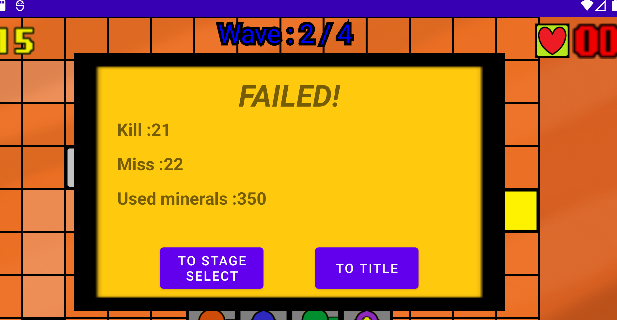 15
Wave:2/4
00
FAILED!
Kill :21
Miss :22
Used minerals :350
TO STAGE
SELECT
TO TITLE